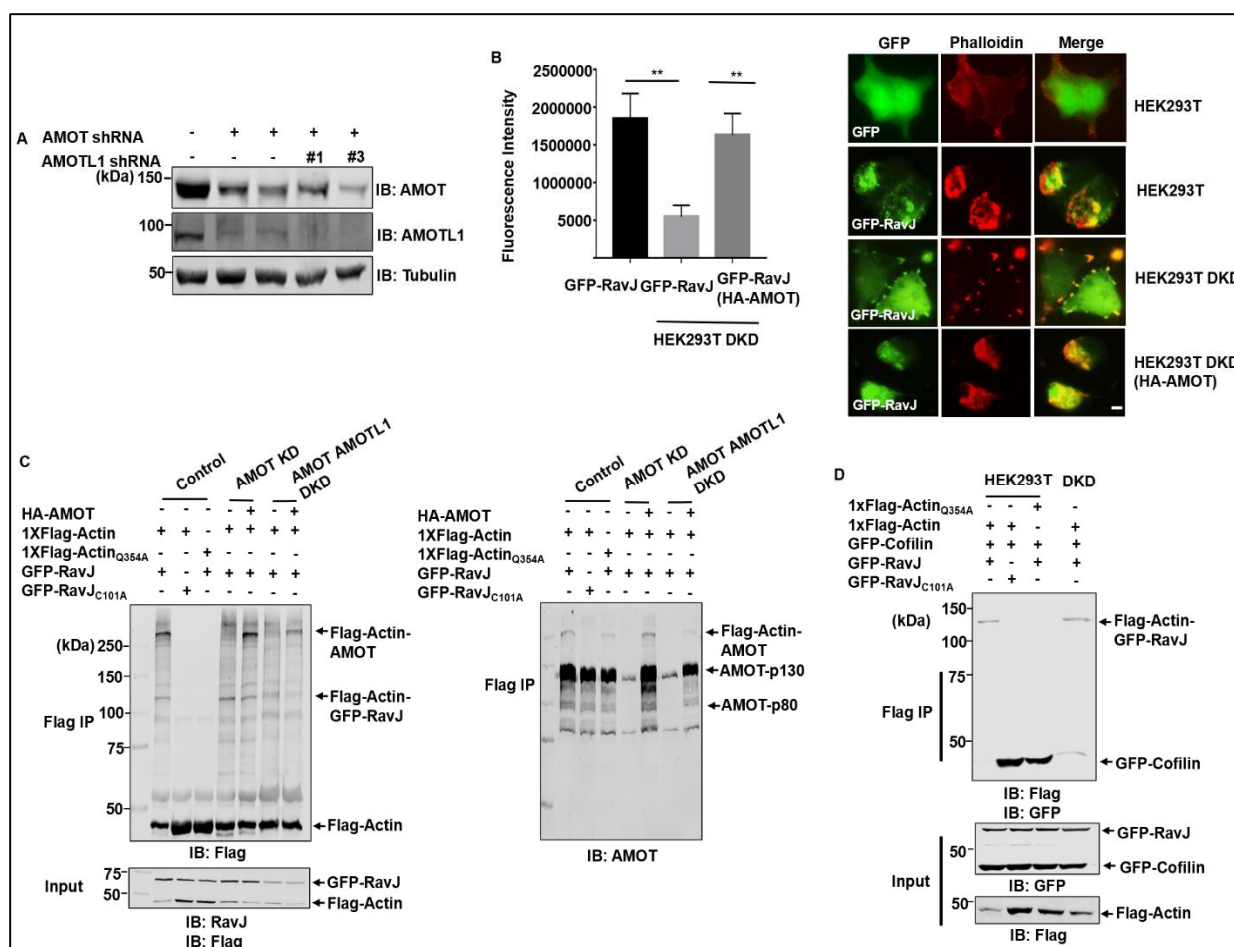 A
AMOT shRNA - + + + +
AMOTL1 shRNA - - - #1 #3
(kDa)
150
IB: AMOT
100
IB: AMOTL1
50
IB: Tubulin
B
Fluorescence Intensity
2500000
2000000
1500000
1000000
5000
** **
GFP-RavJ GFP-RavJ GFP-RavJ
(HA-AMOT)
HEK293T DKD
GFP Phalloidin Merge
GFP
HEK293T
GFP-RavJ
HEK293T
GFP-RavJ
HEK293T DKD
GFP-RavJ
HEK293T DKD
(HA-AMOT)
C
Control AMOT KD AMOT AMOTL1
DKD
HA-AMOT - - - - + - +
1XFlag-Actin + + - + + + +
1XFlag-ActinQ354A - - + - - - -
GFP-RavJ + - + + + + +
GFP-RavJC101A - + - - - - -
(kDa)
250
150
100
75
50
Flag IP
Flag-Actin-
AMOT
Flag-Actin-
GFP-RavJ
Flag-Actin
IB: Flag
75
50
Input
GFP-RavJ
Flag-Actin
IB: RavJ
IB: Flag
Control AMOT KD AMOT AMOTL1
DKD
HA-AMOT - - - - + - +
1XFlag-Actin + + - + + + +
1XFlag-ActinQ354A - - + - - - -
GFP-RavJ + - + + + + +
GFP-RavJC101A - + - - - - -
Flag IP
Flag-Actin-
AMOT
AMOT-p130
AMOT-p80
IB: AMOT
D
HEK293T DKD
1xFlag-ActinQ354A - - + -
1xFlag-Actin + + - +
GFP-Cofilin + + + +
GFP-RavJ + - + +
GFP-RavJC101A - + - -
(kDa)
150
100
75
50
Flag IP
Flag-Actin-
GFP-RavJ
GFP-Cofilin
IB: Flag
IB: GFP
50
GFP-RavJ
GFP-Cofilin
Input
IB: GFP
50
Flag-Actin
IB: Flag